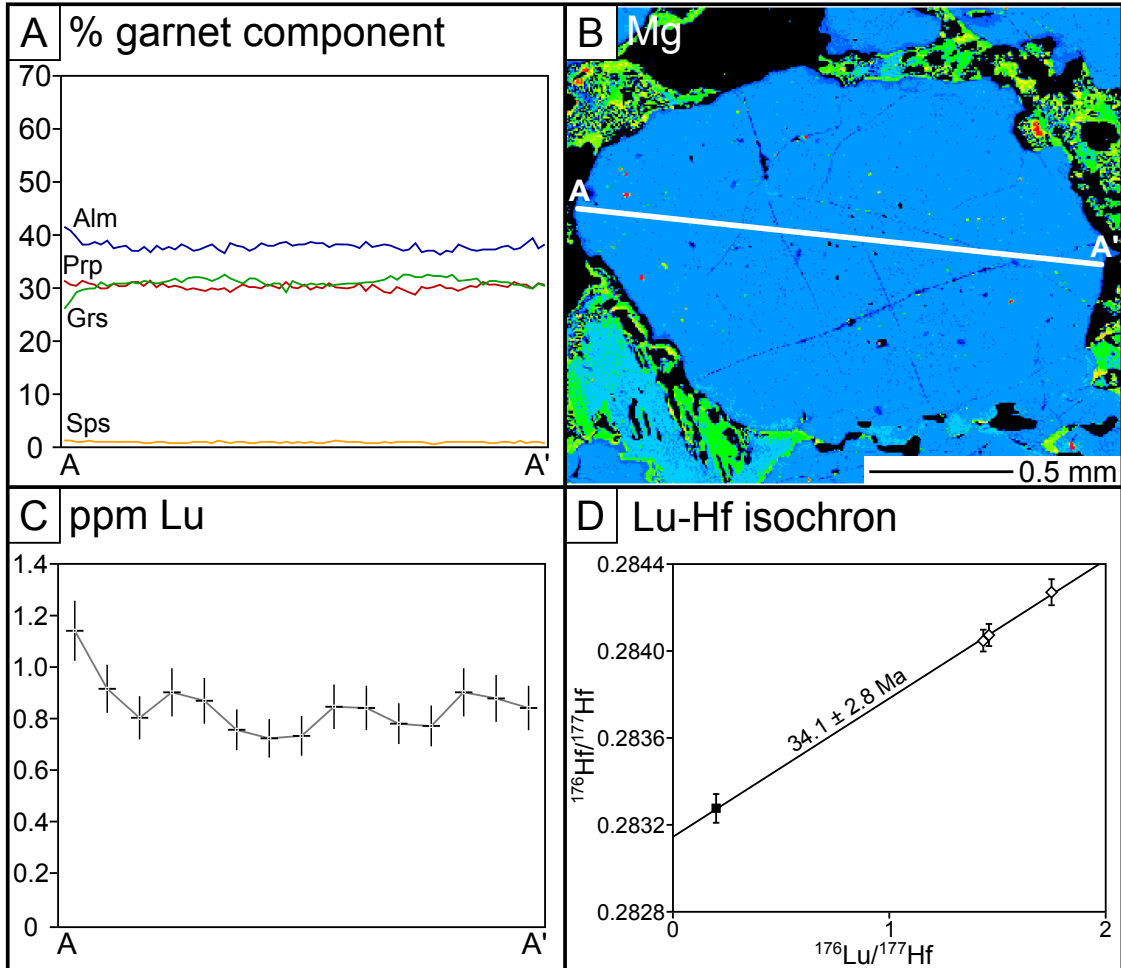 A % garnet component
70
60
50
40
30
20
10
0
Alm
Prp
Grs
Sps
A A'
B Mg
A
A'
0.5 mm
C ppm Lu
1.4
1.2
1.0
0.8
0.6
0.4
0.2
0
A A'
D Lu-Hf isochron
0.2844
0.2840
0.2836
0.2832
0.2828
¹⁷⁶Hf/¹⁷⁷Hf
34.1 ± 2.8 Ma
0 1 2
¹⁷⁶Lu/¹⁷⁷Hf